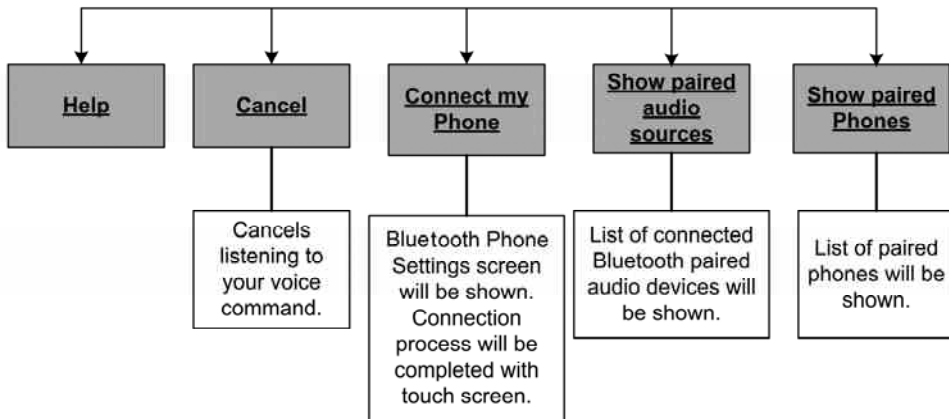 Help
Cancel
Connect my
Phone
Show paired
audio
sources
Show paired
Phones
Cancels
listening to
your voice
command.
Bluetooth Phone
Settings screen
will be shown.
Connection
process will be
completed with
touch screen.
List of connected
Bluetooth paired
audio devices will
be shown.
List of paired
phones will be
shown.